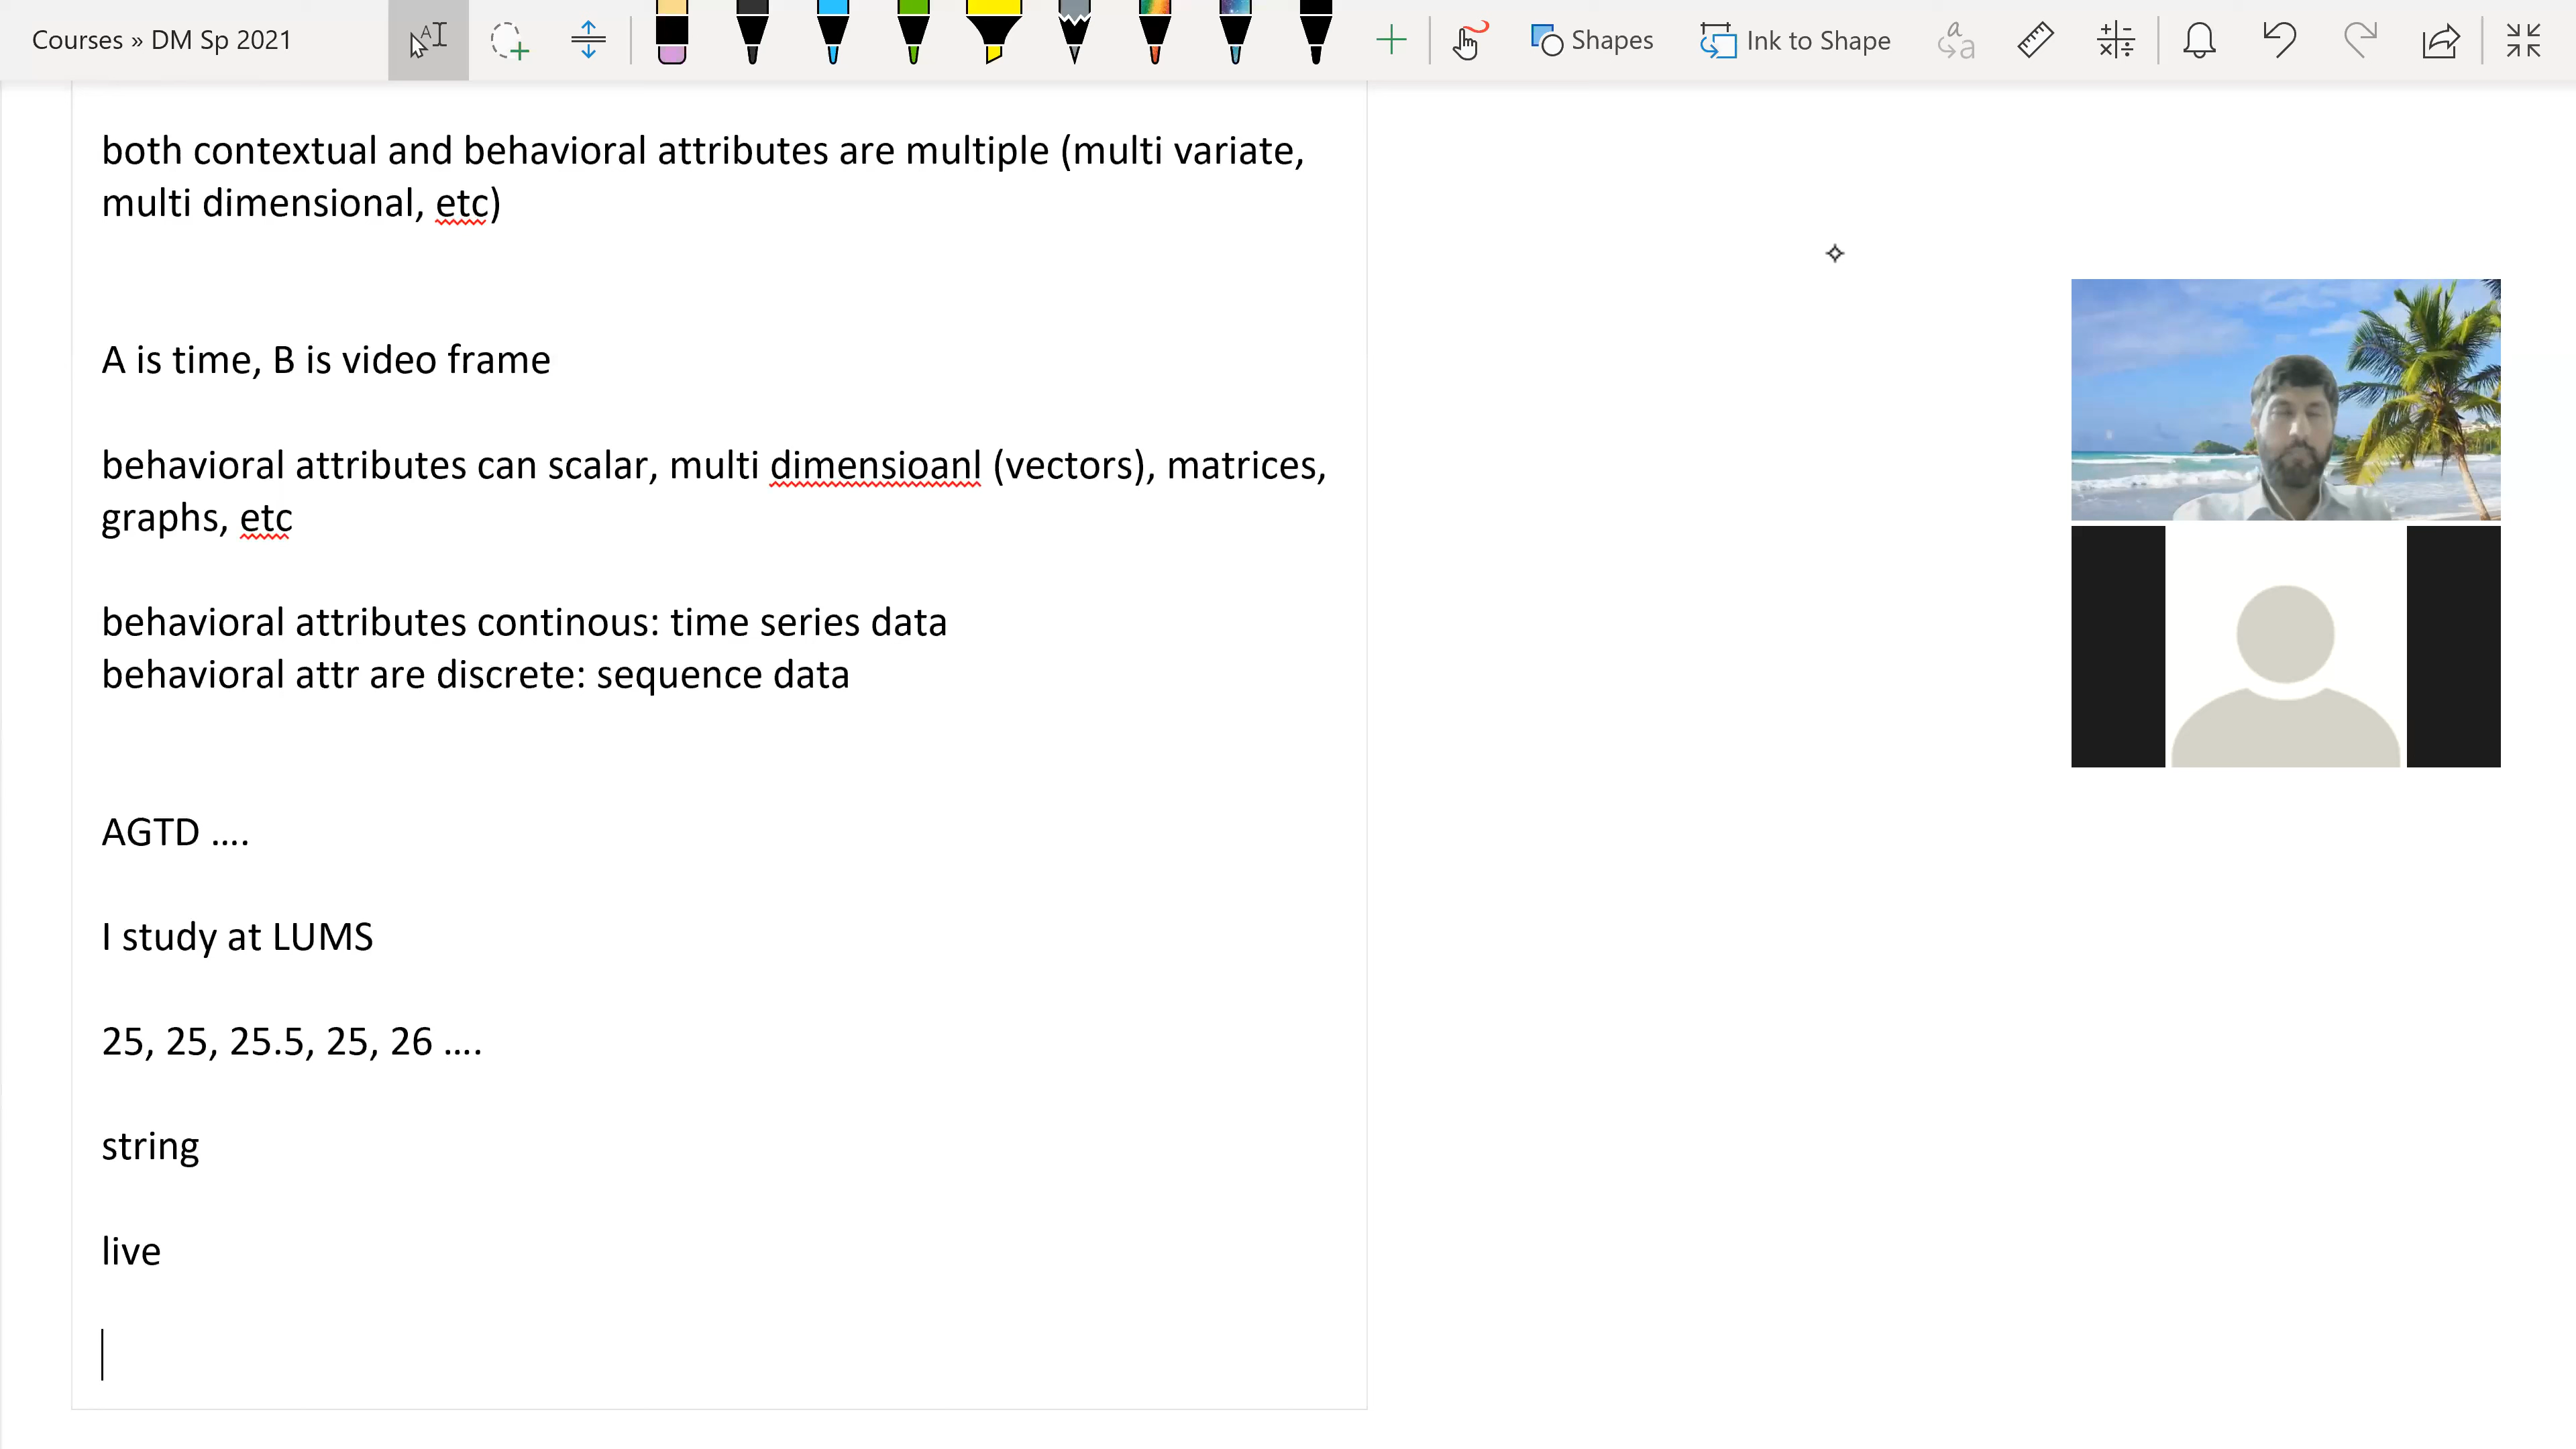 Courses » DM Sp 2021
Shapes
Ink to Shape
both contextual and behavioral attributes are multiple (multi variate,
multi dimensional, etc)
A is time, B is video frame
behavioral attributes can scalar, multi dimensioanl (vectors), matrices,
graphs, etc
behavioral attributes continous: time series data
behavioral attr are discrete: sequence data
AGTD ....
I study at LUMS
25, 25, 25.5, 25, 26 ....
string
live